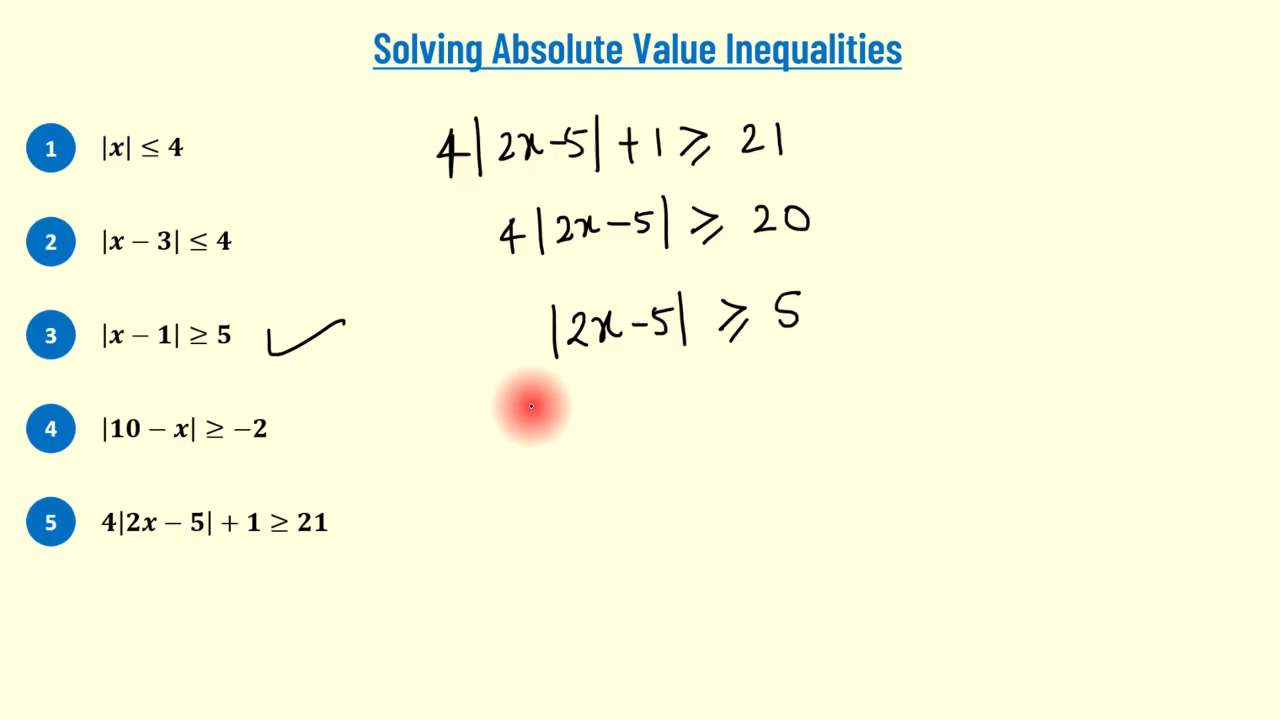 Solving Absolute Value Inequalities
1 |x| ≤ 4
2 |x − 3| ≤ 4
3 |x − 1| ≥ 5
4 |10 − x| ≥ −2
5 4|2x − 5| + 1 ≥ 21
4|2x−5| + 1 ≥ 21
4|2x−5| ≥ 20
|2x−5| ≥ 5